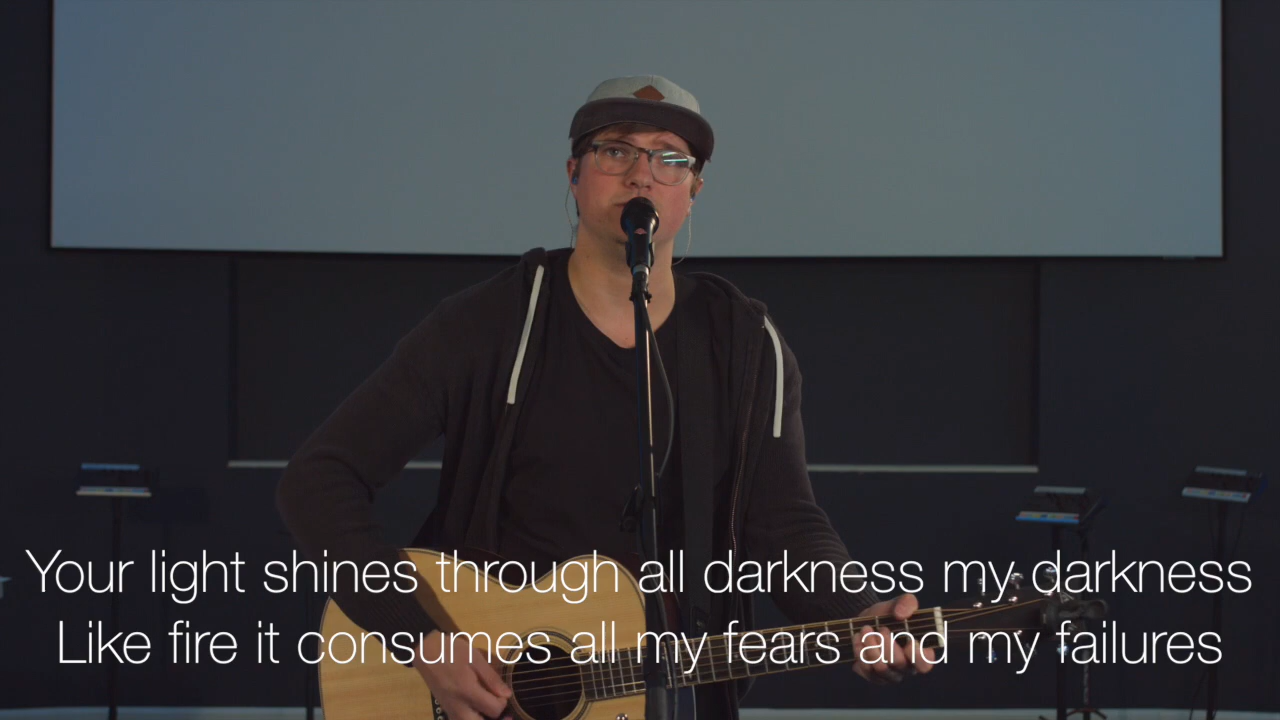 Your light shines through all darkness my darkness
Like fire it consumes all my fears and my failures